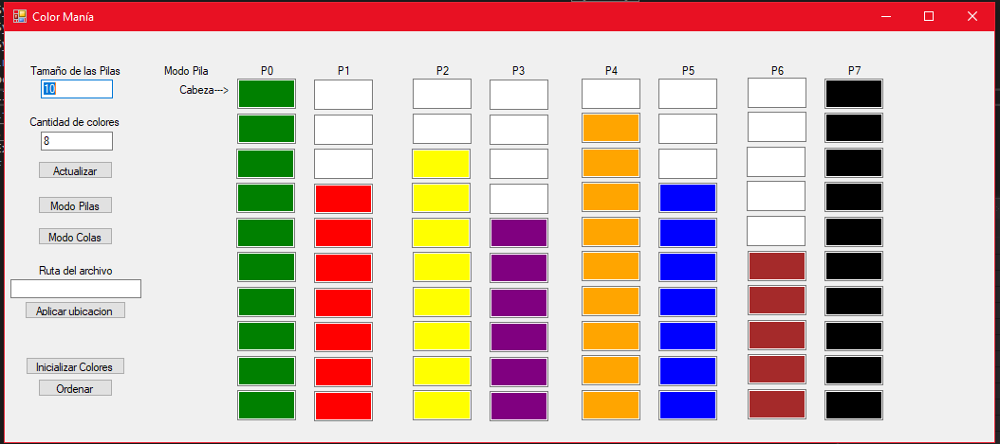 Color Manía
Tamaño de las Pilas
10
Cantidad de colores
8
Actualizar
Modo Pilas
Modo Colas
Ruta del archivo
Aplicar ubicacion
Inicializar Colores
Ordenar
Modo Pila
Cabeza--->
P0 P1 P2 P3 P4 P5 P6 P7